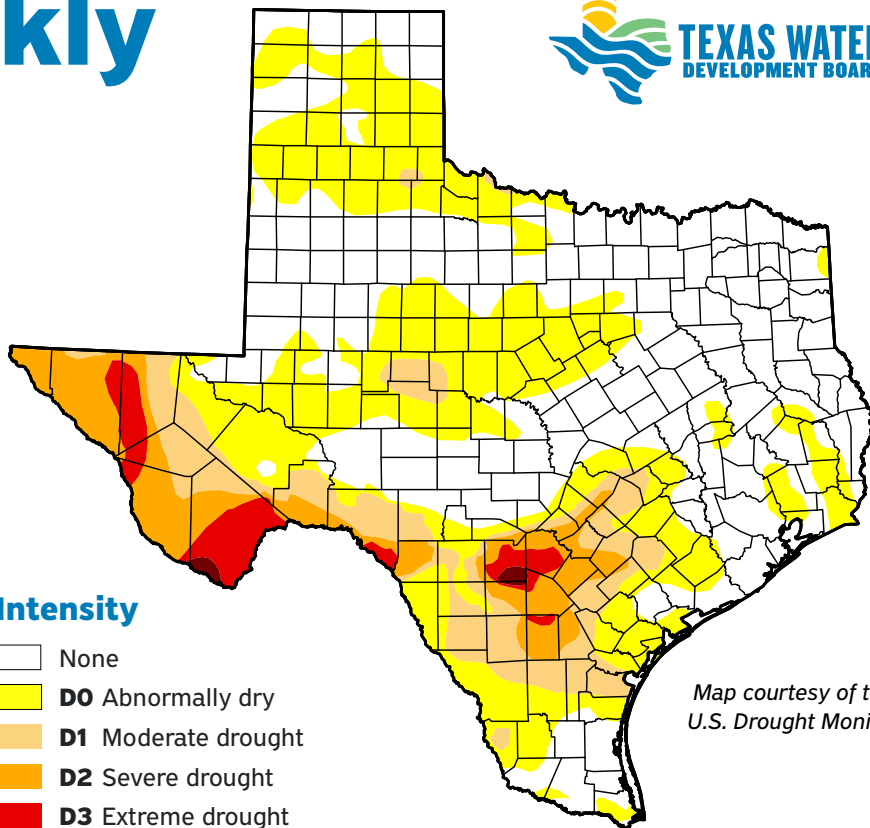 kly
TEXAS WATER
DEVELOPMENT BOAR
Intensity
None
D0 Abnormally dry
D1 Moderate drought
D2 Severe drought
D3 Extreme drought
Map courtesy of t
U.S. Drought Moni